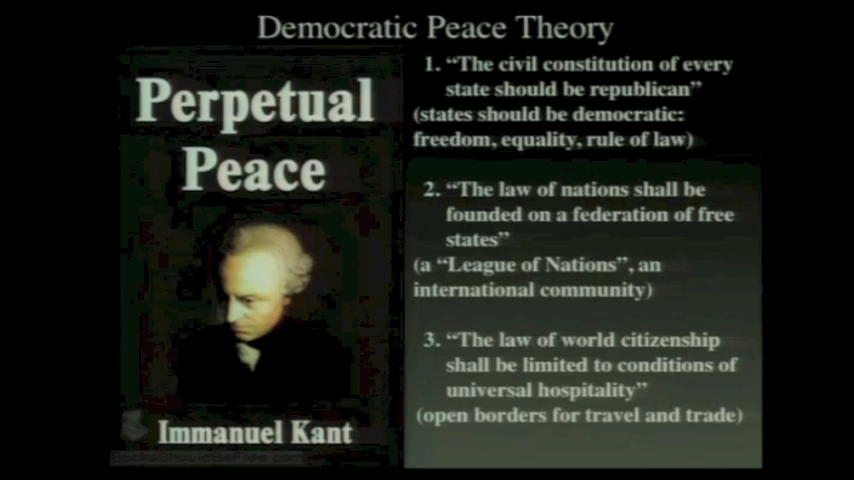 Democratic Peace Theory
Perpetual
Peace
Immanuel Kant
1. “The civil constitution of every
state should be republican”
(states should be democratic:
freedom, equality, rule of law)
2. “The law of nations shall be
founded on a federation of free
states”
(a “League of Nations”, an
international community)
3. “The law of world citizenship
shall be limited to conditions of
universal hospitality”
(open borders for travel and trade)